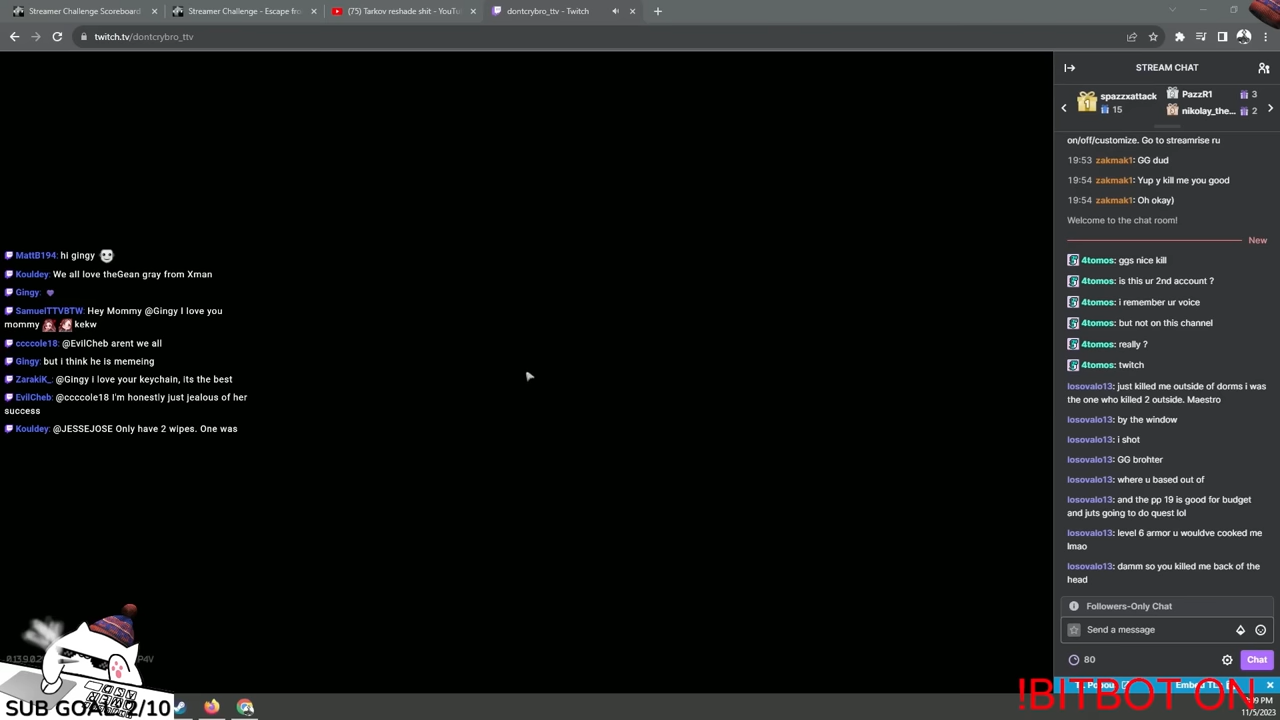 Streamer Challenge Scoreboard
Streamer Challenge - Escape fro
(75) Tarkov reshade shit - YouTu
dontcrybro_ttv - Twitch
twitch.tv/dontcrybro_ttv
STREAM CHAT
spazzxattack
15
PazzR1
3
nikolay_the...
2
on/off/customize. Go to streamrise ru
19:53 zakmak1: GG dud
19:54 zakmak1: Yup y kill me you good
19:54 zakmak1: Oh okay)
Welcome to the chat room!
New
4tomos: ggs nice kill
4tomos: is this ur 2nd account ?
4tomos: i remember ur voice
4tomos: but not on this channel
4tomos: really ?
4tomos: twitch
losovalo13: just killed me outside of dorms i was
the one who killed 2 outside. Maestro
losovalo13: by the window
losovalo13: i shot
losovalo13: GG brohter
losovalo13: where u based out of
losovalo13: and the pp 19 is good for budget
and juts going to do quest lol
losovalo13: level 6 armor u wouldve cooked me
lmao
losovalo13: damm so you killed me back of the
head
Followers-Only Chat
Send a message
80
Chat
MattB194: hi gingy
Kouldey: We all love theGean gray from Xman
Gingy:
SamuelTTVBTW: Hey Mommy @Gingy I love you
mommy kekw
ccccole18: @EvilCheb arent we all
Gingy: but i think he is memeing
ZarakiK_: @Gingy i love your keychain, its the best
EvilCheb: @ccccole18 I'm honestly just jealous of her
success
Kouldey: @JESSEJOSE Only have 2 wipes. One was
SUB GOAL 2/10
!BITBOT ON
11/5/2023